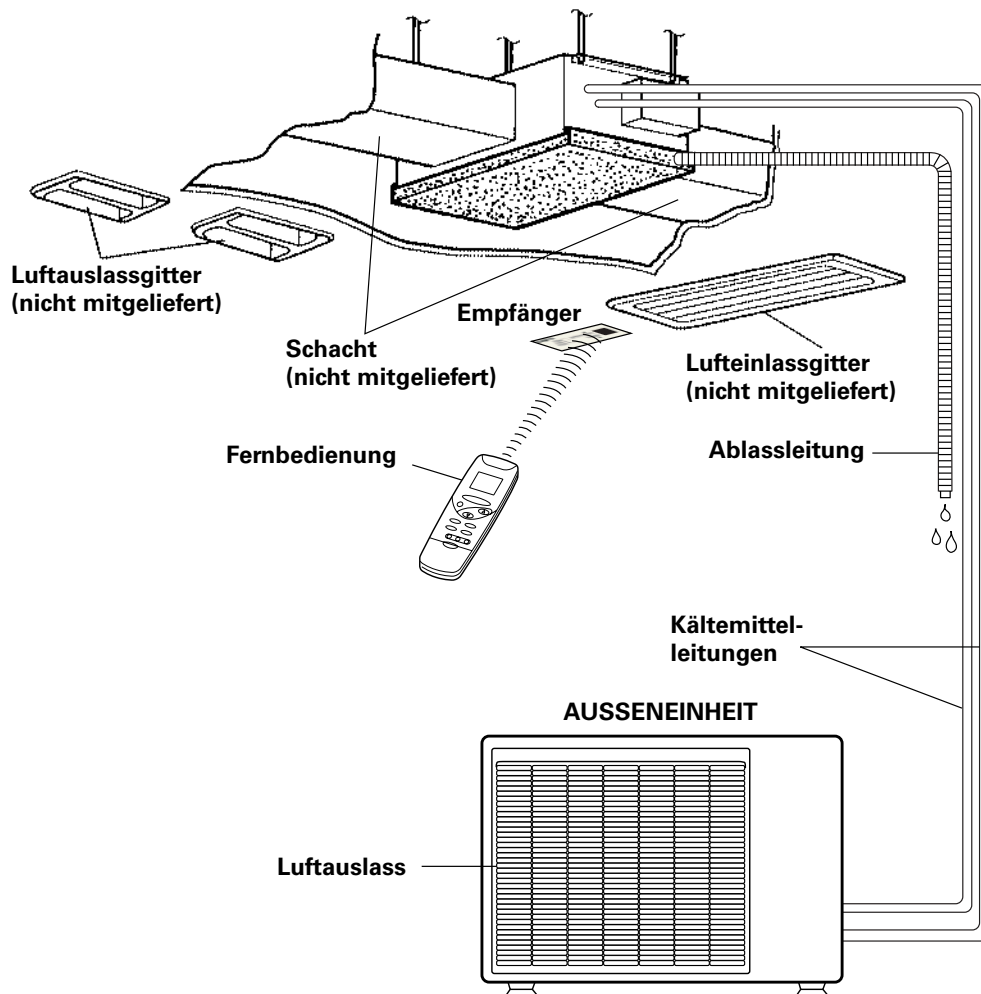 Luftauslassgitter
(nicht mitgeliefert)
Schacht
(nicht mitgeliefert)
Empfänger
Lufteinlassgitter
(nicht mitgeliefert)
Fernbedienung
Ablassleitung
Kältemittel-
leitungen
AUSSENEINHEIT
Luftauslass